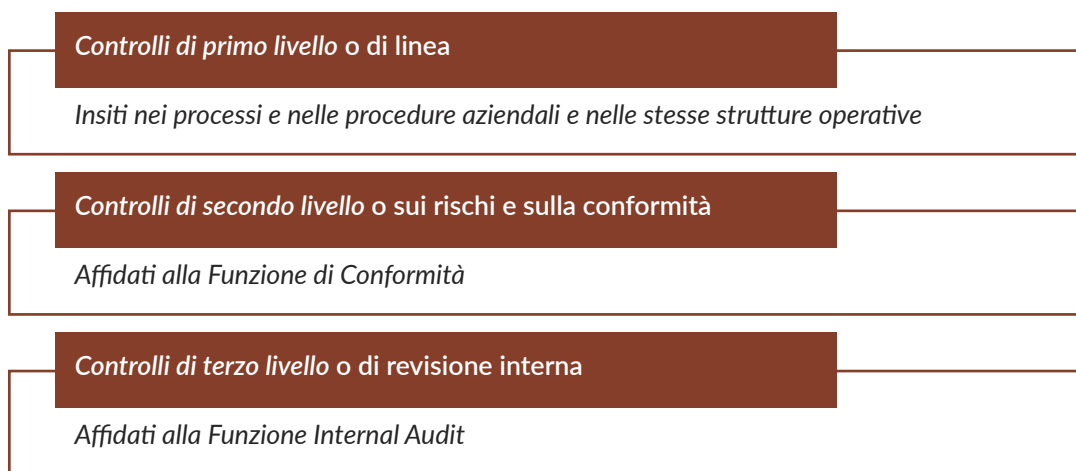 Controlli di primo livello o di linea
Insiti nei processi e nelle procedure aziendali e nelle stesse strutture operative
Controlli di secondo livello o sui rischi e sulla conformità
Affidati alla Funzione di Conformità
Controlli di terzo livello o di revisione interna
Affidati alla Funzione Internal Audit